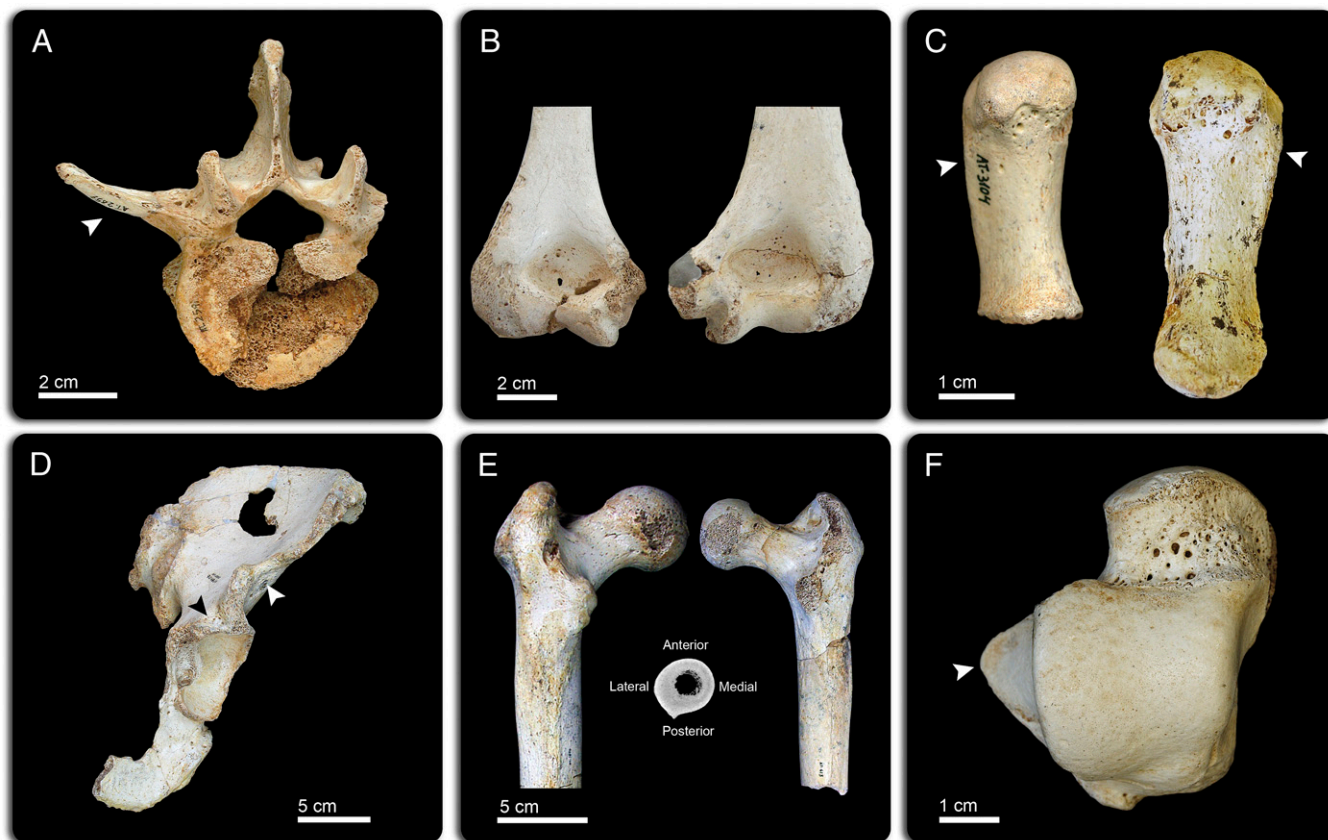 A
2 cm
B
2 cm
C
AT-3104
1 cm
D
5 cm
E
Anterior
Lateral
Medial
Posterior
5 cm
F
1 cm